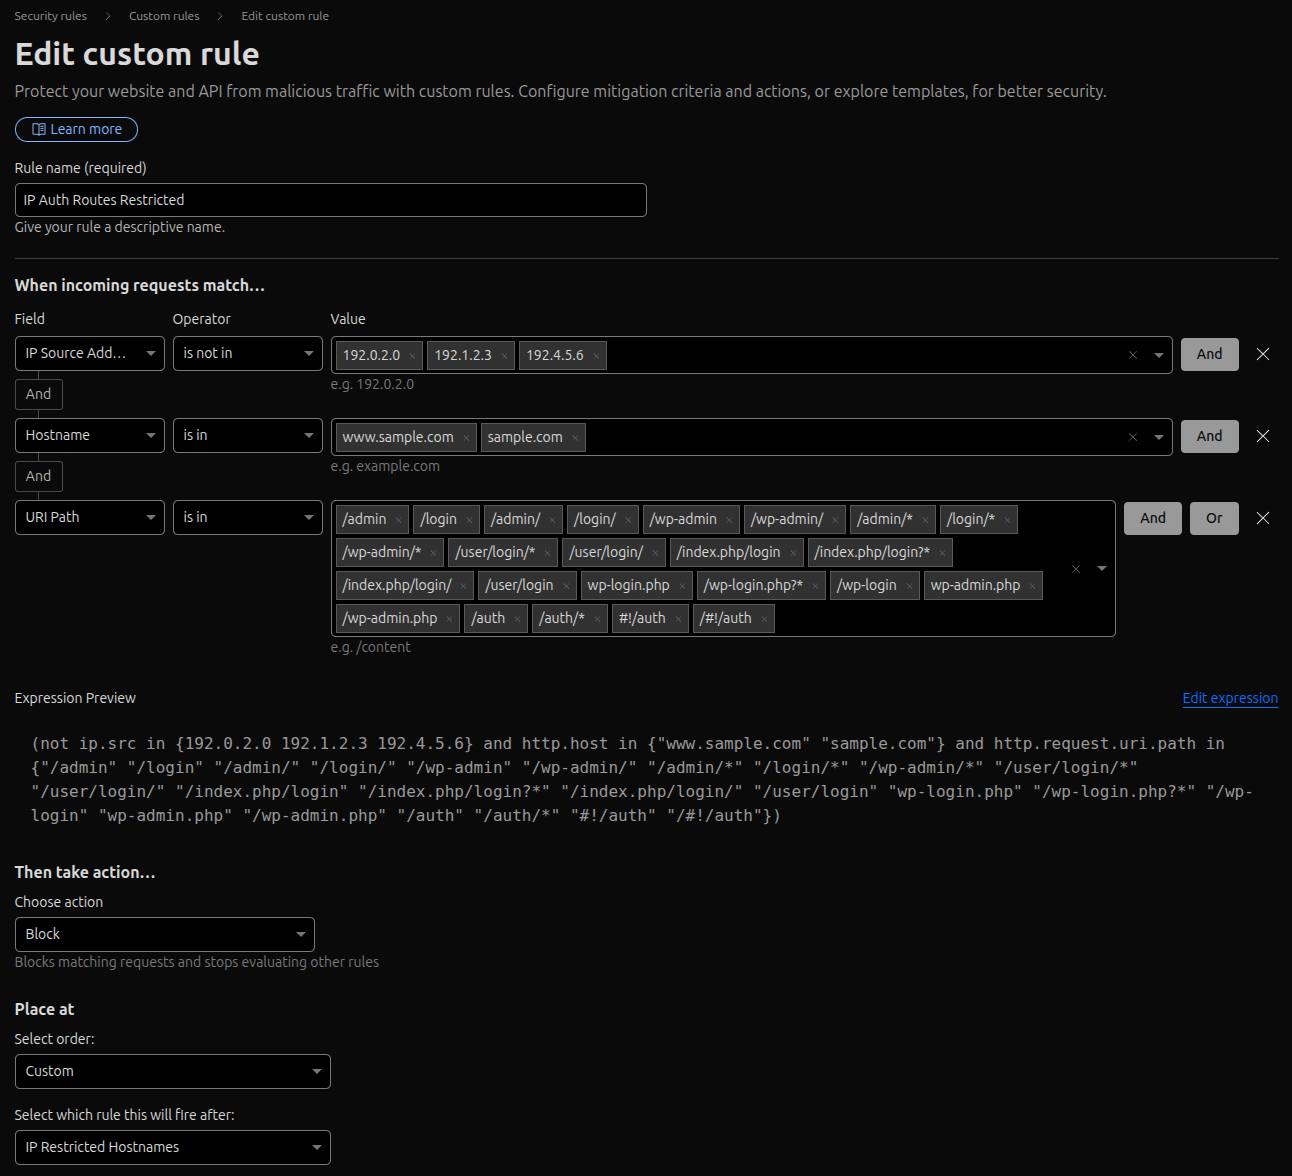 Security rules > Custom rules > Edit custom rule
Edit custom rule
Protect your website and API from malicious traffic with custom rules. Configure mitigation criteria and actions, or explore templates, for better security.
Learn more
Rule name (required)
IP Auth Routes Restricted
Give your rule a descriptive name.
When incoming requests match...
Field Operator Value
IP Source Add... is not in 192.0.2.0 × 192.1.2.3 × 192.4.5.6 × And
e.g. 192.0.2.0
And
Hostname is in www.sample.com × sample.com × And
e.g. example.com
And
URI Path is in /admin × /login × /admin/ × /login/ × /wp-admin × /wp-admin/ × /admin/* × /login/* × And Or
/wp-admin/* × /user/login/* × /user/login/ × /index.php/login × /index.php/login?* ×
/index.php/login/ × /user/login × wp-login.php × /wp-login.php?* × /wp-login × wp-admin.php ×
/wp-admin.php × /auth × /auth/* × #!/auth × /#!/auth ×
e.g. /content
Expression Preview Edit expression
(not ip.src in {192.0.2.0 192.1.2.3 192.4.5.6} and http.host in {"www.sample.com" "sample.com"} and http.request.uri.path in
{"/admin" "/login" "/admin/" "/login/" "/wp-admin" "/wp-admin/" "/admin/*" "/login/*" "/wp-admin/*" "/user/login/*"
"/user/login/" "/index.php/login" "/index.php/login?*" "/index.php/login/" "/user/login" "wp-login.php" "/wp-login.php?*" "/wp-
login" "wp-admin.php" "/wp-admin.php" "/auth" "/auth/*" "#!/auth" "/#!/auth"})
Then take action...
Choose action
Block
Blocks matching requests and stops evaluating other rules
Place at
Select order:
Custom
Select which rule this will fIre after:
IP Restricted Hostnames